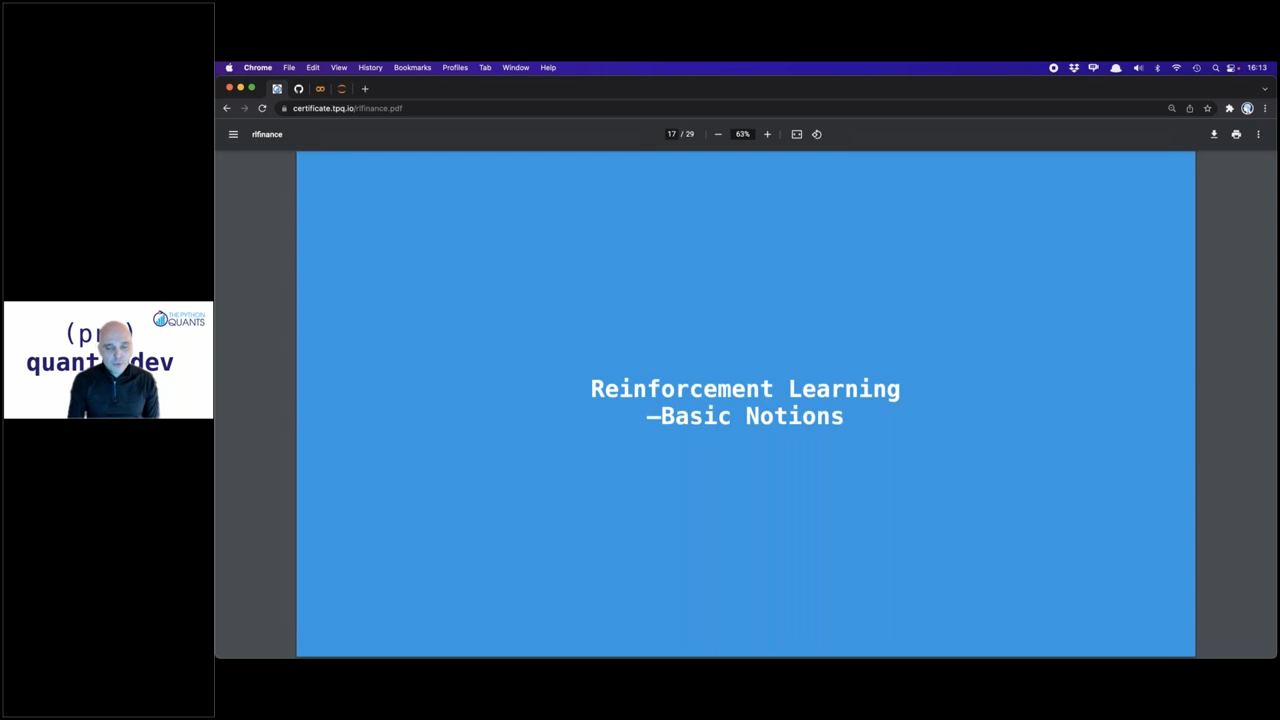 Chrome File Edit View History Bookmarks Profiles Tab Window Help 16:13
certificate.tpq.io/rlfinance.pdf
rlfinance 17 / 29 63%
THE PYTHON
QUANTS
quant dev
Reinforcement Learning
—Basic Notions